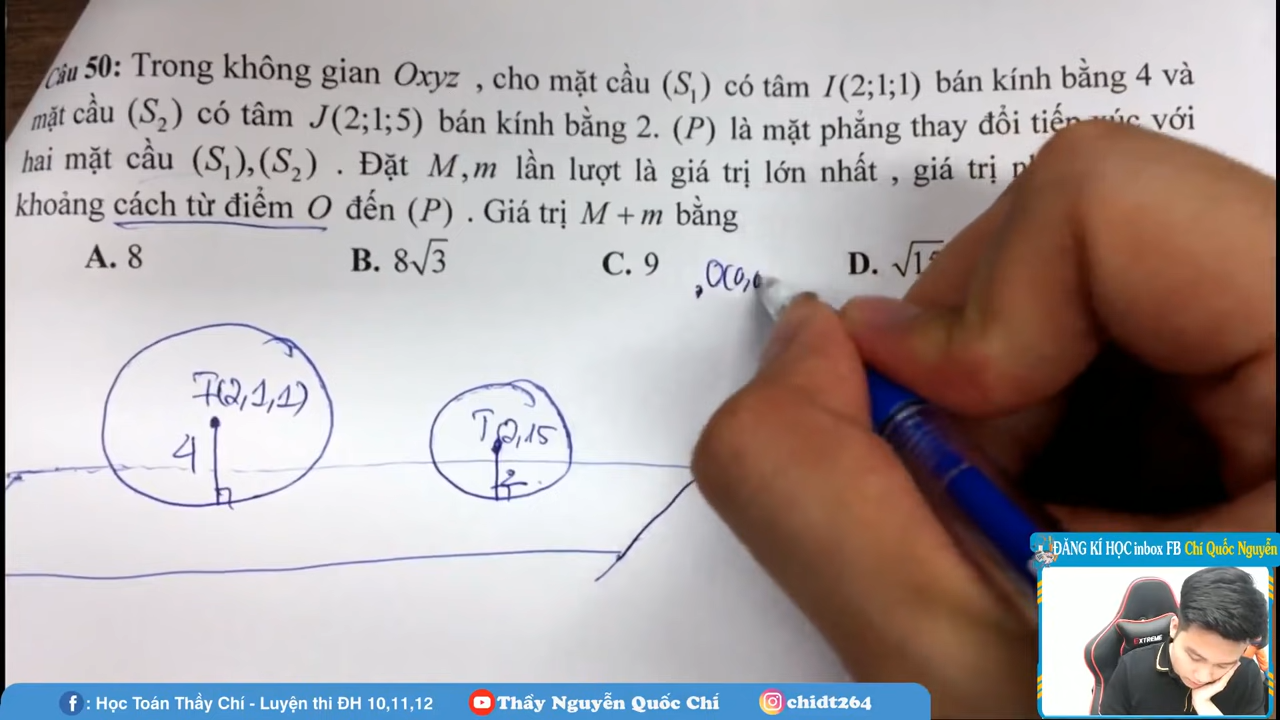 Câu 50: Trong không gian Oxyz , cho mặt cầu (S₁) có tâm I(2;1;1) bán kính bằng 4 và
mặt cầu (S₂) có tâm J(2;1;5) bán kính bằng 2. (P) là mặt phẳng thay đổi tiếp xúc với
hai mặt cầu (S₁),(S₂) . Đặt M,m lần lượt là giá trị lớn nhất , giá trị
khoảng cách từ điểm O đến (P) . Giá trị M + m bằng
A. 8 B. 8√3 C. 9 D.
, O(0,
I(2,1,1)
4
2,15
2
ĐĂNG KÍ HỌC inbox FB Chí Quốc Nguyễn
EXTREME
f : Học Toán Thầy Chí - Luyện thi ĐH 10,11,12 Thầy Nguyễn Quốc Chí chidt264